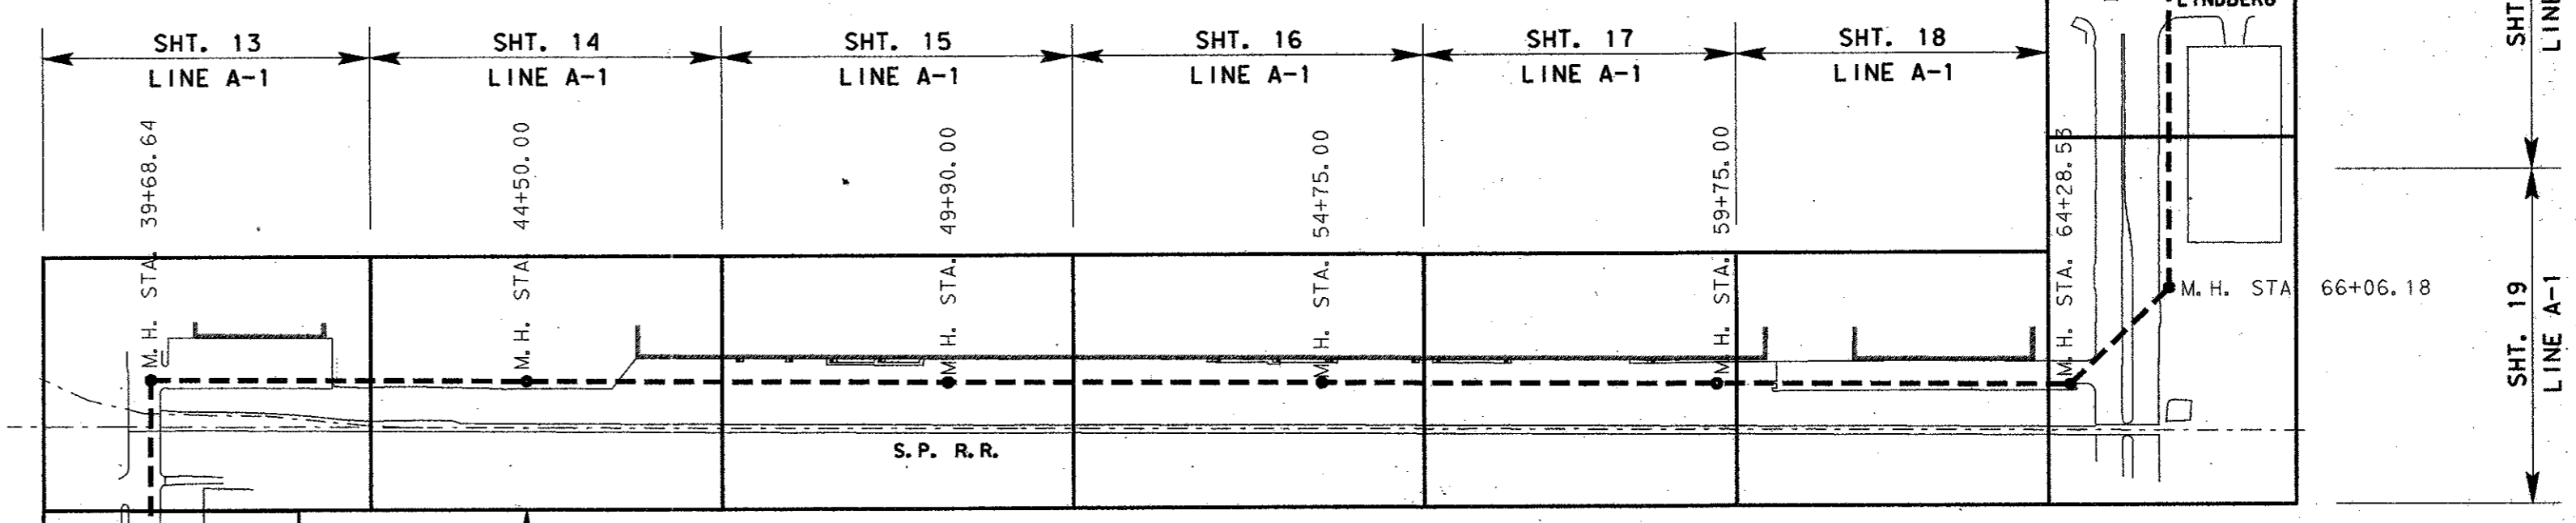 SHT. 13
LINE A-1
SHT. 14
LINE A-1
SHT. 15
LINE A-1
SHT. 16
LINE A-1
SHT. 17
LINE A-1
SHT. 18
LINE A-1
M.H. STA. 39+68.64
M.H. STA. 44+50.00
M.H. STA. 49+90.00
M.H. STA. 54+75.00
M.H. STA. 59+75.00
M.H. STA. 64+28.53
M.H. STA 66+06.18
S.P. R.R.
SHT.
SHT. 19
LINE A-1